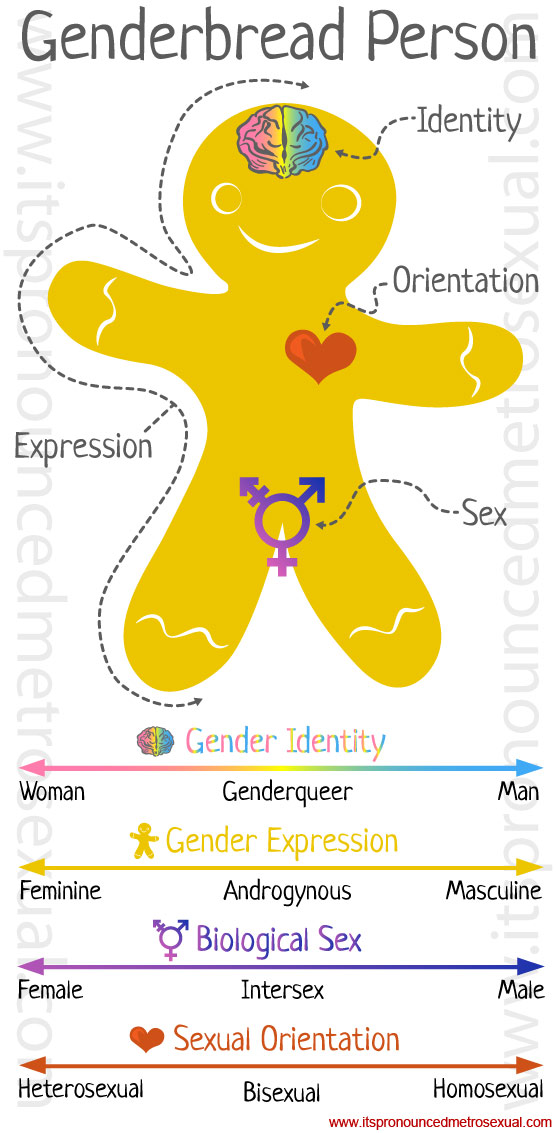 Genderbread Person
Identity
Orientation
Expression
Sex
Gender Identity
Woman Genderqueer Man
Gender Expression
Feminine Androgynous Masculine
Biological Sex
Female Intersex Male
Sexual Orientation
Heterosexual Bisexual Homosexual
www.itspronouncedmetrosexual.com
www.itspronouncedmetrosexual.com
www.itspronouncedmetrosexual.com